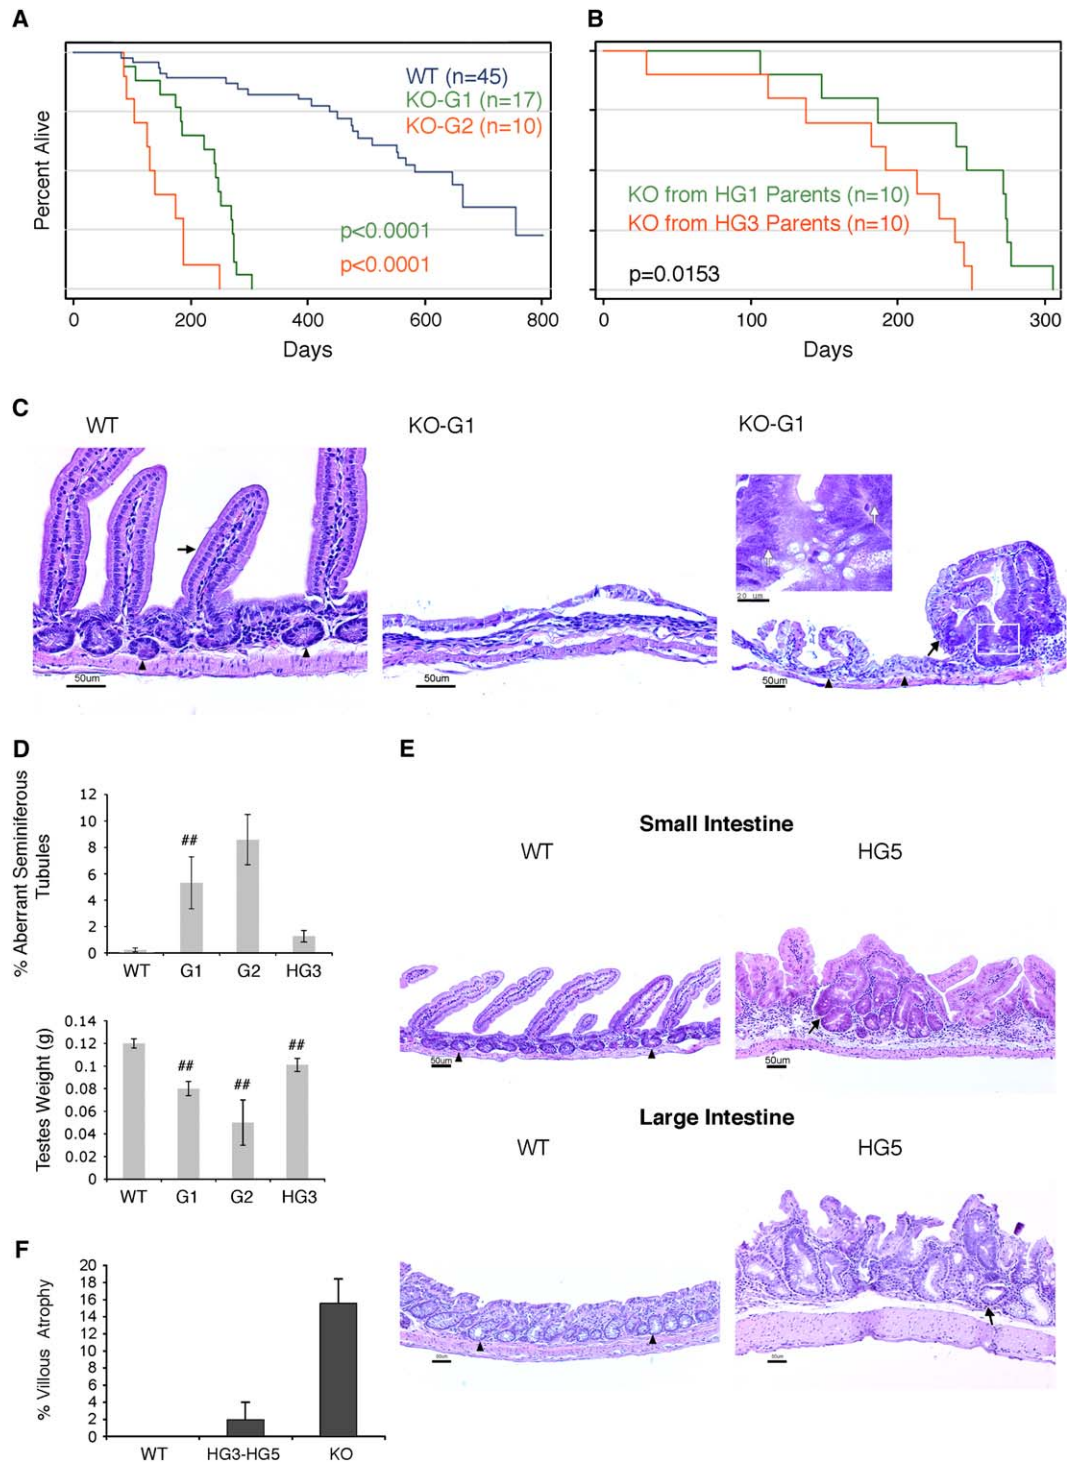 A
Percent Alive
WT (n=45)
KO-G1 (n=17)
KO-G2 (n=10)
p<0.0001
p<0.0001
0 200 400 600 800
Days
B
KO from HG1 Parents (n=10)
KO from HG3 Parents (n=10)
p=0.0153
0 100 200 300
Days
C
WT KO-G1 KO-G1
50um
50um
20 um
50um
D
% Aberrant Seminiferous
Tubules
12
10
8
6
4
2
0
##
WT G1 G2 HG3
Testes Weight (g)
0.14
0.12
0.1
0.08
0.06
0.04
0.02
0
## ## ##
WT G1 G2 HG3
E
Small Intestine
WT HG5
50um
50um
Large Intestine
WT HG5
F
% Villous Atrophy
20
18
16
14
12
10
8
6
4
2
0
WT HG3-HG5 KO